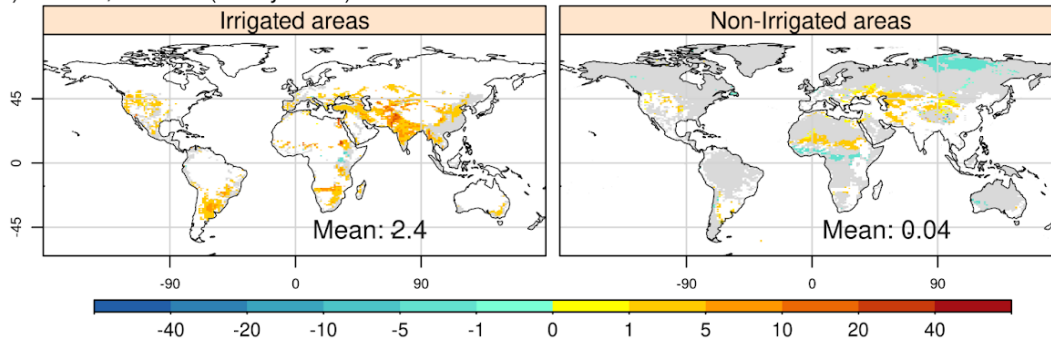 Irrigated areas
Non-Irrigated areas
45
0
-45
Mean: 2.4
Mean: 0.04
-90 0 90 -90 0 90
-40 -20 -10 -5 -1 0 1 5 10 20 40